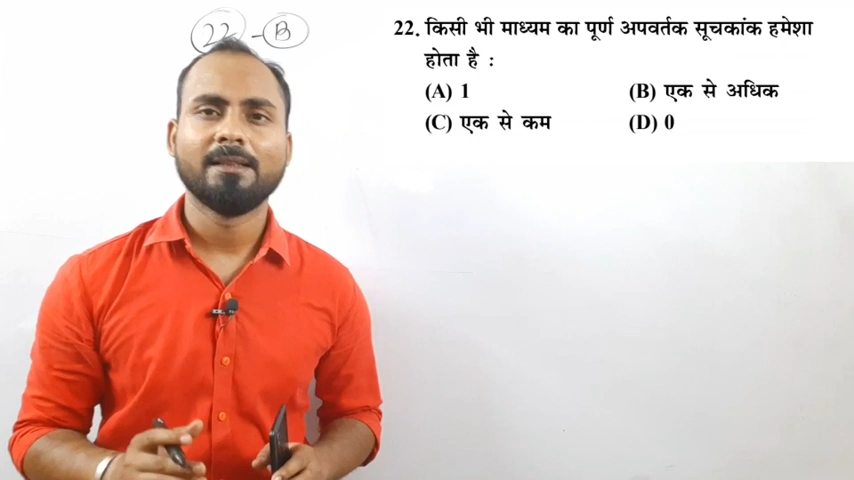 22 - B
22. किसी भी माध्यम का पूर्ण अपवर्तक सूचकांक हमेशा
होता है :
(A) 1 (B) एक से अधिक
(C) एक से कम (D) 0